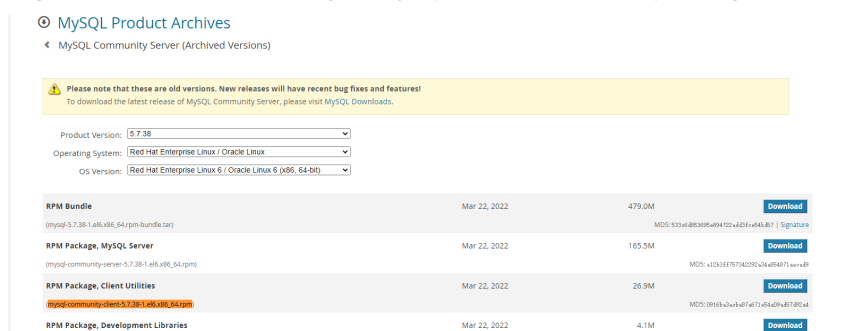 MySQL Product Archives
MySQL Community Server (Archived Versions)
Please note that these are old versions. New releases will have recent bug fixes and features!
To download the latest release of MySQL Community Server, please visit MySQL Downloads.
Product Version: 5.7.38
Operating System: Red Hat Enterprise Linux / Oracle Linux
OS Version: Red Hat Enterprise Linux 6 / Oracle Linux 6 (x86, 64-bit)
RPM Bundle Mar 22, 2022 479.0M Download
(mysql-5.7.38-1.el6.x86_64.rpm-bundle.tar) MD5: | Signature
RPM Package, MySQL Server Mar 22, 2022 165.5M Download
(mysql-community-server-5.7.38-1.el6.x86_64.rpm) MD5:
RPM Package, Client Utilities Mar 22, 2022 26.9M Download
(mysql-community-client-5.7.38-1.el6.x86_64.rpm) MD5:
RPM Package, Development Libraries Mar 22, 2022 4.1M Download